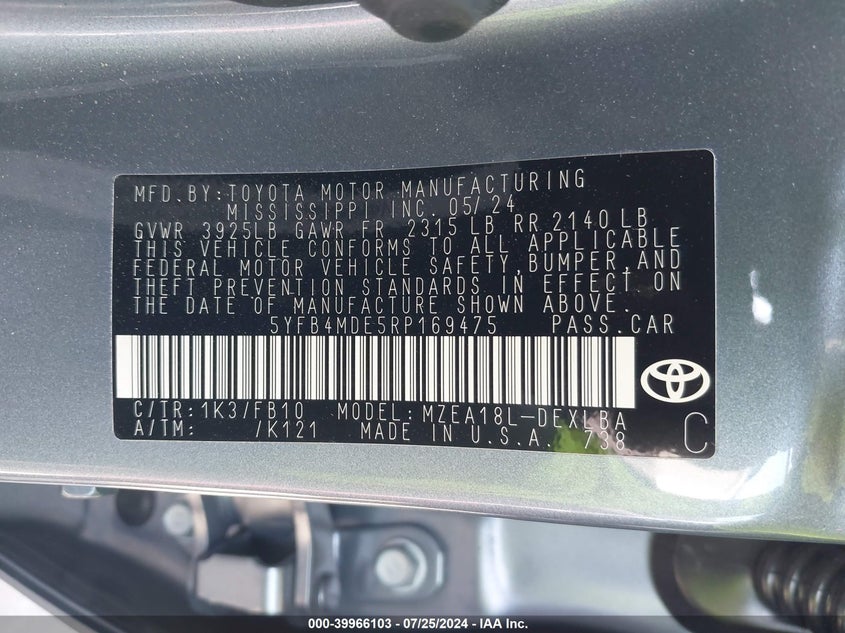 MFD. BY: TOYOTA MOTOR MANUFACTURING
MISSISSIPPI INC. 05/24
GVWR 3925LB GAWR FR 2315 LB RR 2140 LB
THIS VEHICLE CONFORMS TO ALL APPLICABLE
FEDERAL MOTOR VEHICLE SAFETY, BUMPER, AND
THEFT PREVENTION STANDARDS IN EFFECT ON
THE DATE OF MANUFACTURE SHOWN ABOVE.
5YFB4MDE5RP169475 PASS. CAR
C/TR: 1K3/FB10 MODEL: MZEA18L-DEXLBA
A/TM: /K121 MADE IN U.S.A. 738 C
000-39966103 - 07/25/2024 - IAA Inc.